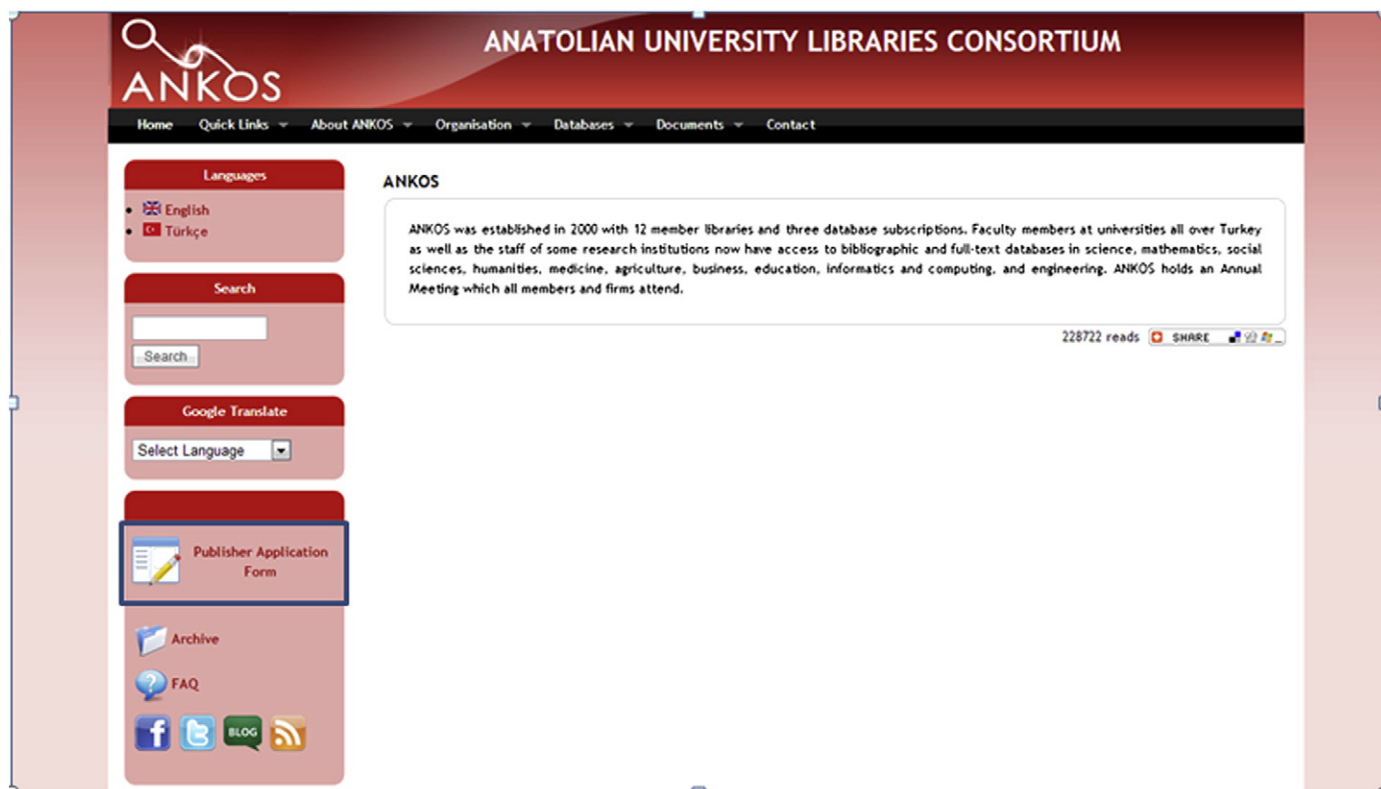 ANKOS
ANATOLIAN UNIVERSITY LIBRARIES CONSORTIUM
Home Quick Links About ANKOS Organisation Databases Documents Contact
Languages
English
Türkçe
Search
Search
Google Translate
Select Language
Publisher Application
Form
Archive
FAQ
BLOG
ANKOS
ANKOS was established in 2000 with 12 member libraries and three database subscriptions. Faculty members at universities all over Turkey
as well as the staff of some research institutions now have access to bibliographic and full-text databases in science, mathematics, social
sciences, humanities, medicine, agriculture, business, education, informatics and computing, and engineering. ANKOS holds an Annual
Meeting which all members and firms attend.
228722 reads SHARE